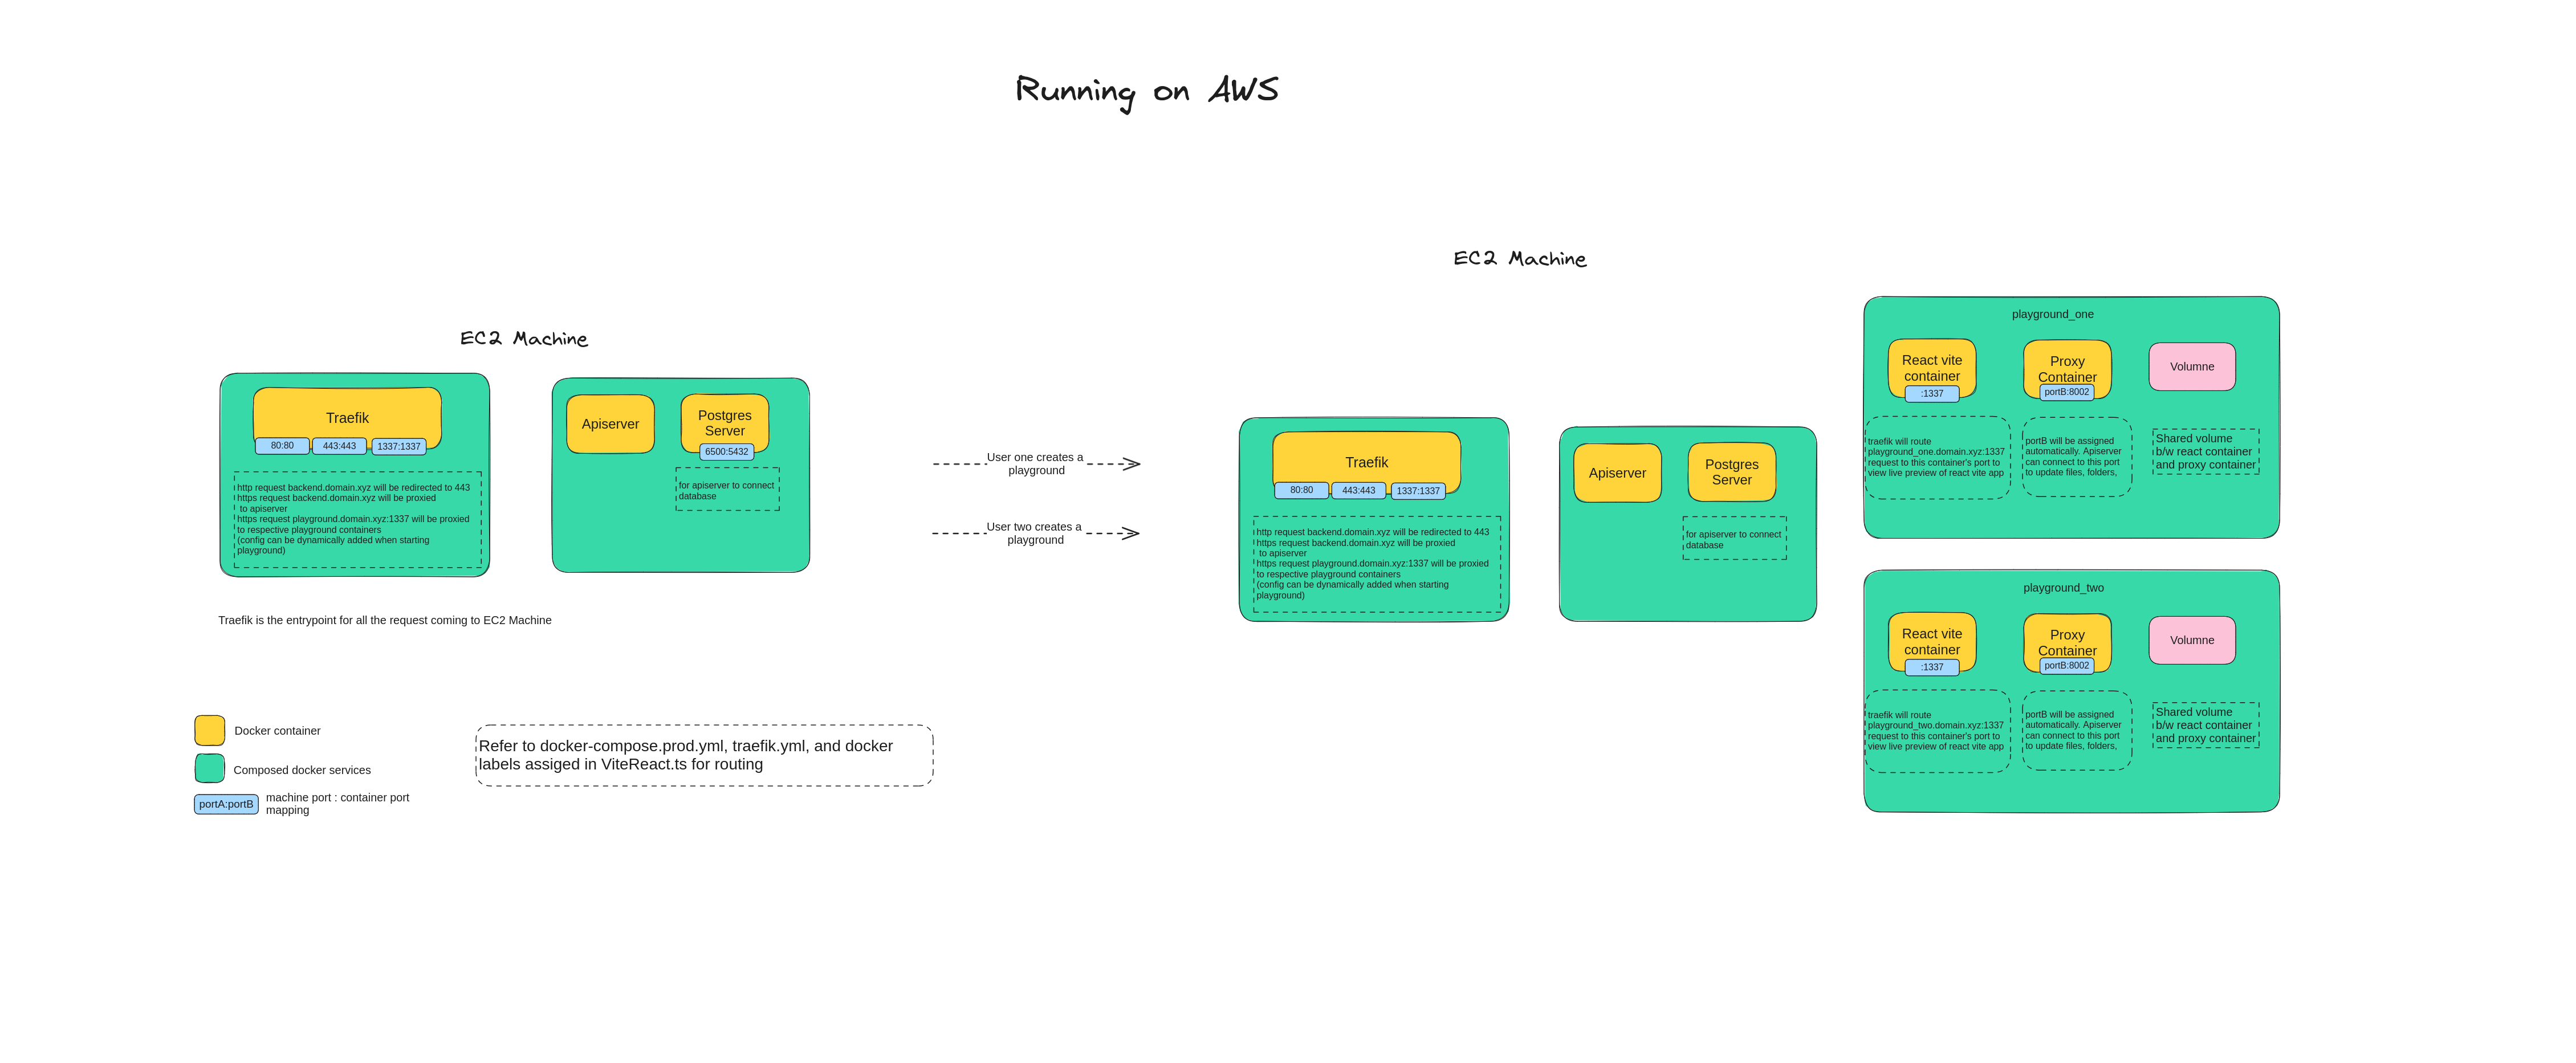 Running on AWS
EC2 Machine
Traefik
80:80
443:443
1337:1337
http request backend.domain.xyz will be redirected to 443
https request backend.domain.xyz will be proxied
to apiserver
https request playground.domain.xyz:1337 will be proxied
to respective playground containers
(config can be dynamically added when starting
playground)
Apiserver
Postgres
Server
6500:5432
for apiserver to connect
database
Traefik is the entrypoint for all the request coming to EC2 Machine
Docker container
Composed docker services
portA:portB
machine port : container port
mapping
Refer to docker-compose.prod.yml, traefik.yml, and docker
labels assiged in ViteReact.ts for routing
User one creates a
playground
User two creates a
playground
EC2 Machine
Traefik
80:80
443:443
1337:1337
http request backend.domain.xyz will be redirected to 443
https request backend.domain.xyz will be proxied
to apiserver
https request playground.domain.xyz:1337 will be proxied
to respective playground containers
(config can be dynamically added when starting
playground)
Apiserver
Postgres
Server
for apiserver to connect
database
playground_one
React vite
container
:1337
Proxy
Container
portB:8002
Volumne
traefik will route
playground_one.domain.xyz:1337
request to this container's port to
view live preview of react vite app
portB will be assigned
automatically. Apiserver
can connect to this port
to update files, folders,
Shared volume
b/w react container
and proxy container
playground_two
React vite
container
:1337
Proxy
Container
portB:8002
Volumne
traefik will route
playground_two.domain.xyz:1337
request to this container's port to
view live preview of react vite app
portB will be assigned
automatically. Apiserver
can connect to this port
to update files, folders,
Shared volume
b/w react container
and proxy container